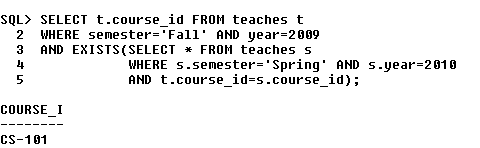 SQL> SELECT t.course_id FROM teaches t
  2  WHERE semester='Fall' AND year=2009
  3  AND EXISTS(SELECT * FROM teaches s
  4             WHERE s.semester='Spring' AND s.year=2010
  5             AND t.course_id=s.course_id);
COURSE_I
--------
CS-101